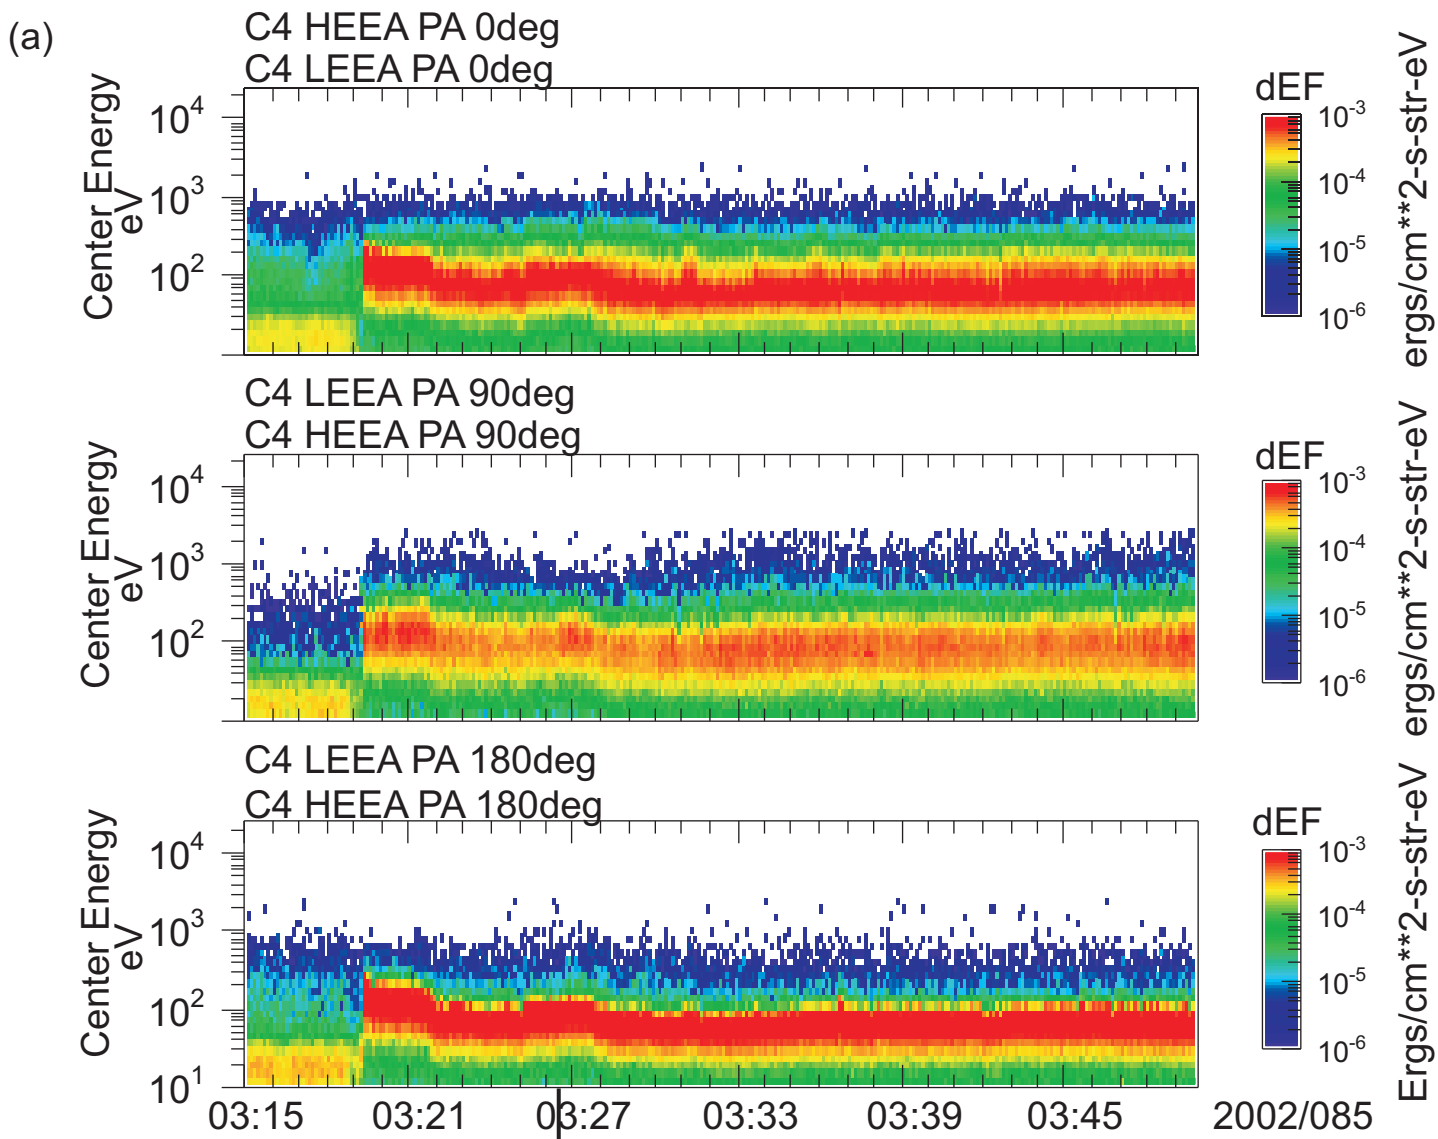 (a)
C4 HEEA PA 0deg
C4 LEEA PA 0deg
Center Energy
eV
10^4
10^3
10^2
dEF
10^-3
10^-4
10^-5
10^-6
ergs/cm**2-s-str-eV
C4 LEEA PA 90deg
C4 HEEA PA 90deg
Center Energy
eV
10^4
10^3
10^2
dEF
10^-3
10^-4
10^-5
10^-6
ergs/cm**2-s-str-eV
C4 LEEA PA 180deg
C4 HEEA PA 180deg
Center Energy
eV
10^4
10^3
10^2
10^1
dEF
10^-3
10^-4
10^-5
10^-6
Ergs/cm**2-s-str-eV
03:15 03:21 03:27 03:33 03:39 03:45 2002/085